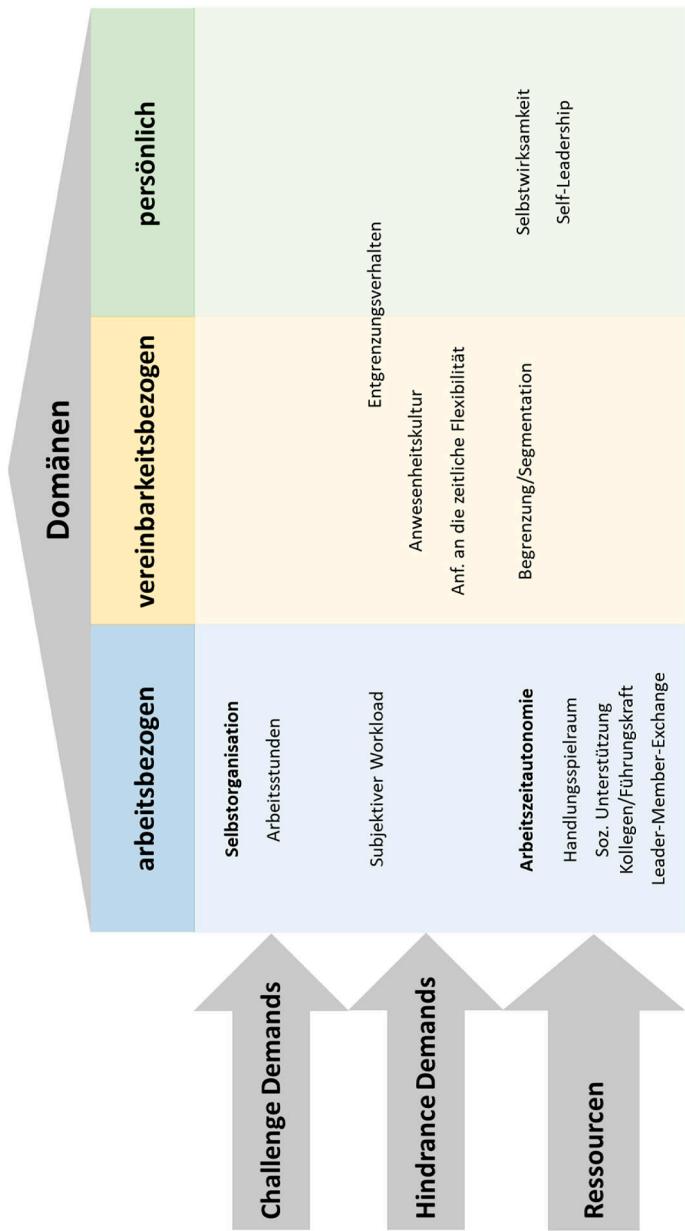 Domänen
arbeitsbezogen
vereinbarkeitsbezogen
persönlich
Challenge Demands
Selbstorganisation
Arbeitsstunden
Hindrance Demands
Subjektiver Workload
Entgrenzungsverhalten
Anwesenheitskultur
Anf. an die zeitliche Flexibilität
Ressourcen
Arbeitszeitautonomie
Handlungsspielraum
Soz. Unterstützung
Kollegen/Führungskraft
Leader-Member-Exchange
Begrenzung/Segmentation
Selbstwirksamkeit
Self-Leadership